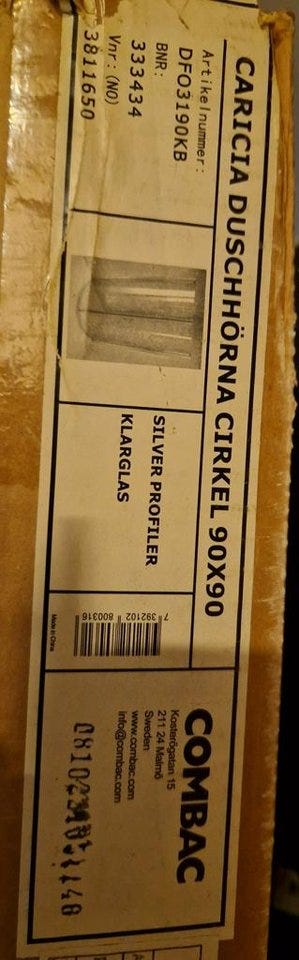 CARICIA DUSCHHÖRNA CIRKEL 90X90
Artikelnummer:
DFO3190KB
BNR:
333434
Vnr: (NO)
3811650
SILVER PROFILER
KLARGLAS
7 392102 800316
Made in China
COMBAC
Kosterögatan 15
211 24 Malmö
Sweden
www.combac.com
info@combac.com